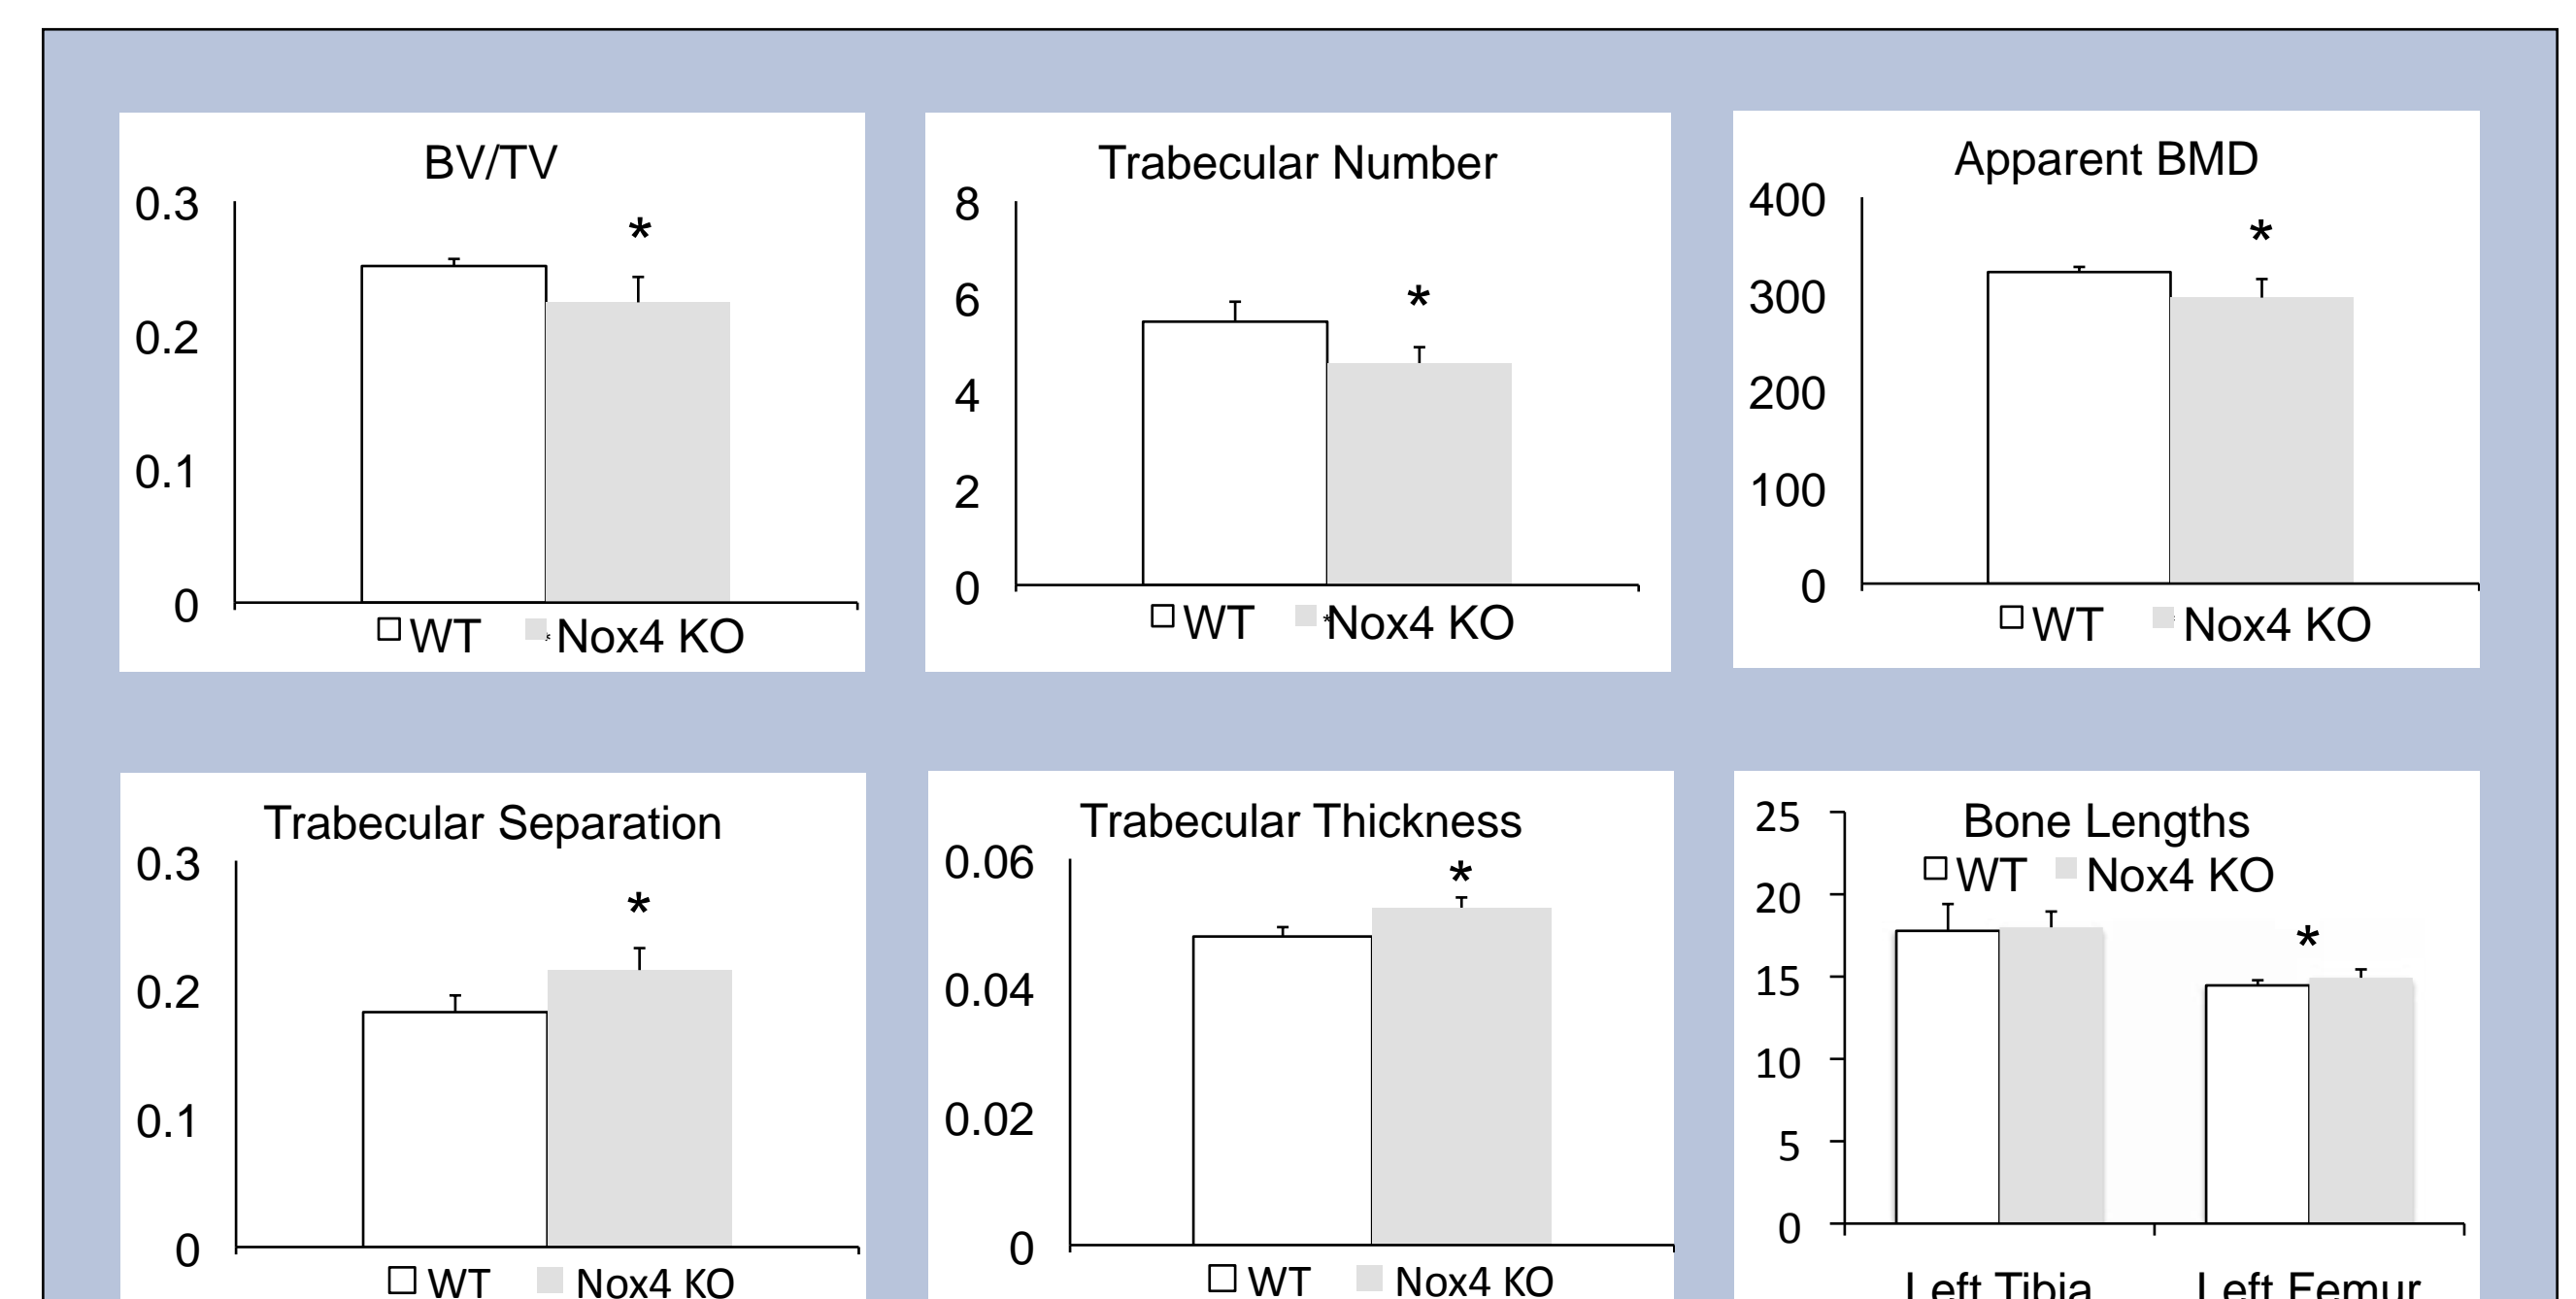 BV/TV
0.3
*
0.2
0.1
0
WT * Nox4 KO
Trabecular Number
8
6
*
4
2
0
WT *Nox4 KO
Apparent BMD
400
*
300
200
100
0
WT Nox4 KO
Trabecular Separation
0.3
*
0.2
0.1
0
WT Nox4 KO
Trabecular Thickness
0.06
*
0.04
0.02
0
WT Nox4 KO
25 Bone Lengths
WT Nox4 KO
20
*
15
10
5
0
Left Tibia Left Femur